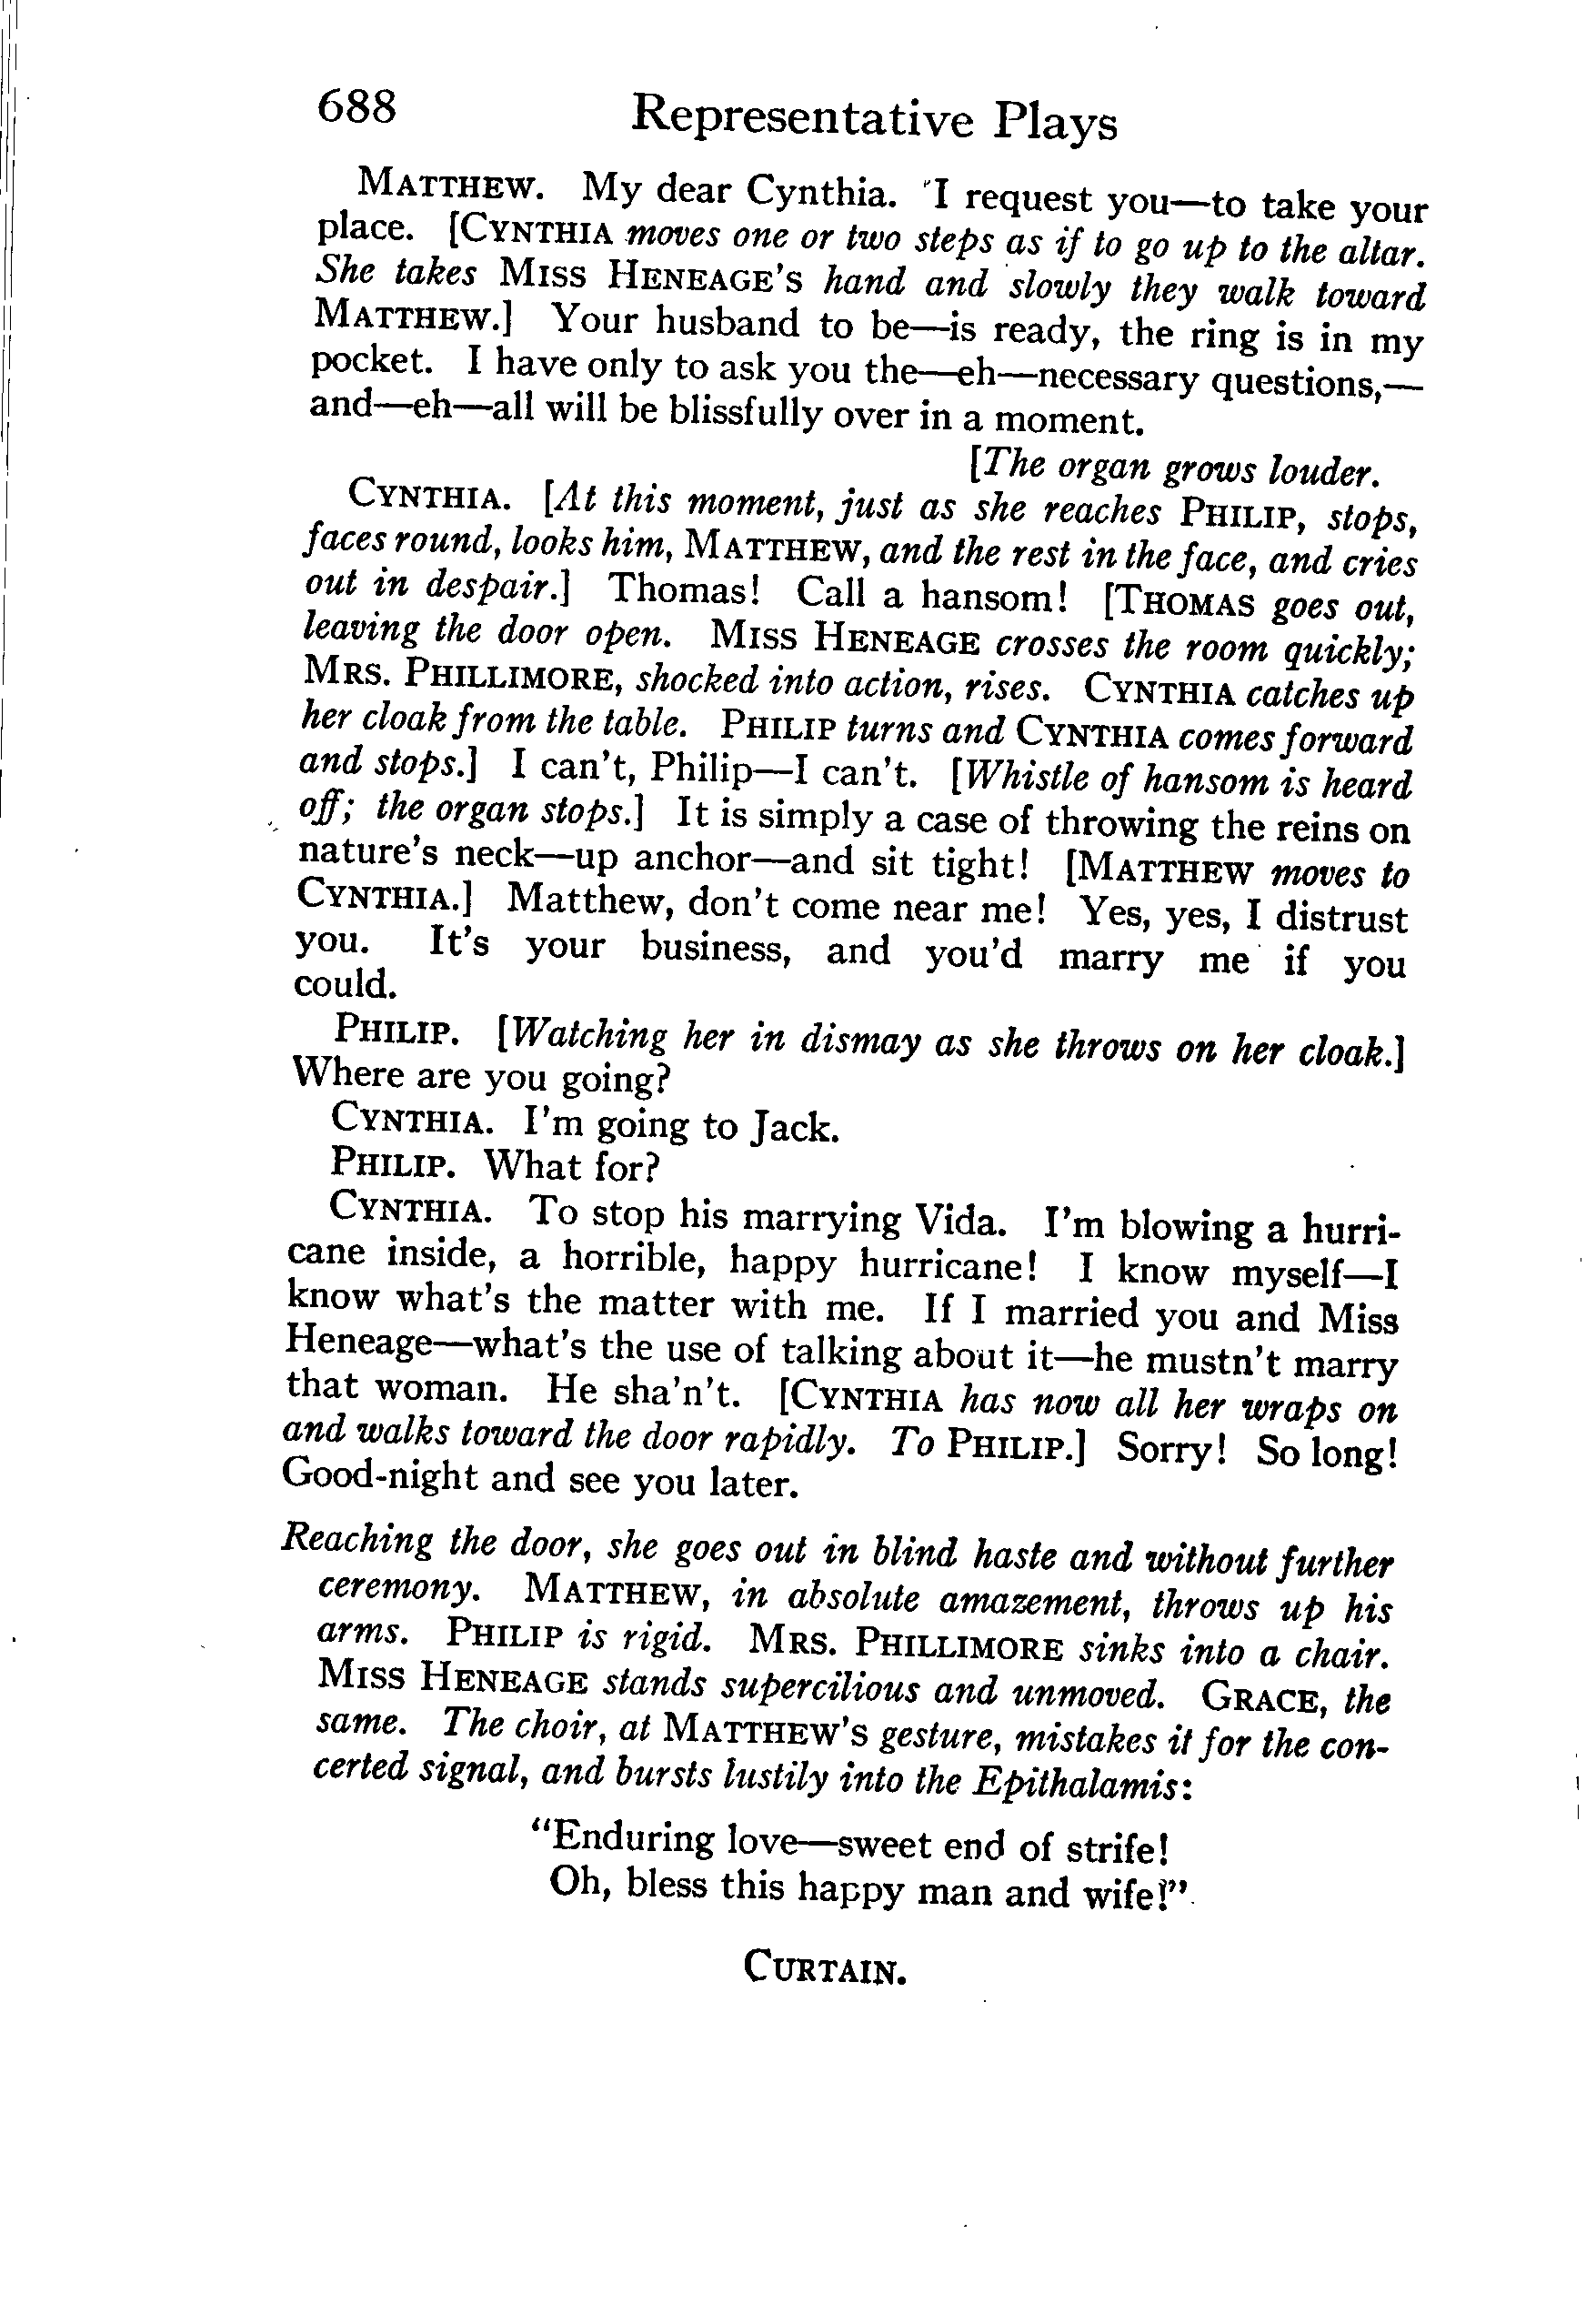 688 Representative Plays
MATTHEW. My dear Cynthia. I request you—to take your
place. [CYNTHIA moves one or two steps as if to go up to the altar.
She takes MISS HENEAGE'S hand and slowly they walk toward
MATTHEW.] Your husband to be—is ready, the ring is in my
pocket. I have only to ask you the—eh—necessary questions,—
and—eh—all will be blissfully over in a moment.
[The organ grows louder.
CYNTHIA. [At this moment, just as she reaches PHILIP, stops,
faces round, looks him, MATTHEW, and the rest in the face, and cries
out in despair.] Thomas! Call a hansom! [THOMAS goes out,
leaving the door open. MISS HENEAGE crosses the room quickly;
MRS. PHILLIMORE, shocked into action, rises. CYNTHIA catches up
her cloak from the table. PHILIP turns and CYNTHIA comes forward
and stops.] I can't, Philip—I can't. [Whistle of hansom is heard
off; the organ stops.] It is simply a case of throwing the reins on
nature's neck—up anchor—and sit tight! [MATTHEW moves to
CYNTHIA.] Matthew, don't come near me! Yes, yes, I distrust
you. It's your business, and you'd marry me if you
could.
PHILIP. [Watching her in dismay as she throws on her cloak.]
Where are you going?
CYNTHIA. I'm going to Jack.
PHILIP. What for?
CYNTHIA. To stop his marrying Vida. I'm blowing a hurri-
cane inside, a horrible, happy hurricane! I know myself—I
know what's the matter with me. If I married you and Miss
Heneage—what's the use of talking about it—he mustn't marry
that woman. He sha'n't. [CYNTHIA has now all her wraps on
and walks toward the door rapidly. To PHILIP.] Sorry! So long!
Good-night and see you later.
Reaching the door, she goes out in blind haste and without further
ceremony. MATTHEW, in absolute amazement, throws up his
arms. PHILIP is rigid. MRS. PHILLIMORE sinks into a chair.
MISS HENEAGE stands supercilious and unmoved. GRACE, the
same. The choir, at MATTHEW'S gesture, mistakes it for the con-
certed signal, and bursts lustily into the Epithalamis:
"Enduring love—sweet end of strife!
Oh, bless this happy man and wife!"
CURTAIN.